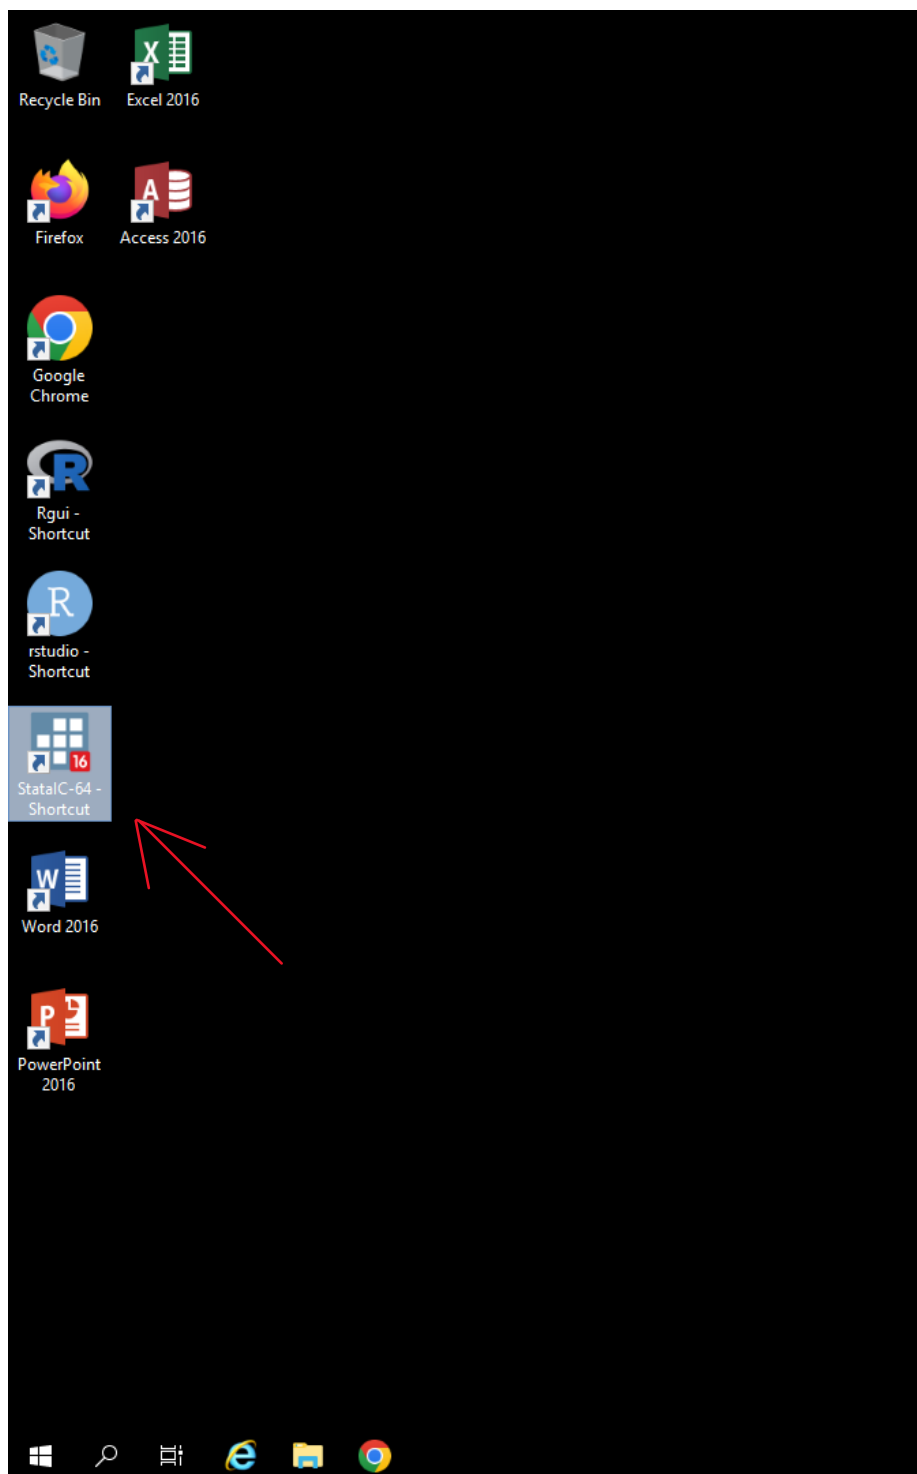 Recycle Bin
Excel 2016
Firefox
Access 2016
Google
Chrome
Rgui -
Shortcut
rstudio -
Shortcut
16
StataIC-64 -
Shortcut
Word 2016
PowerPoint
2016